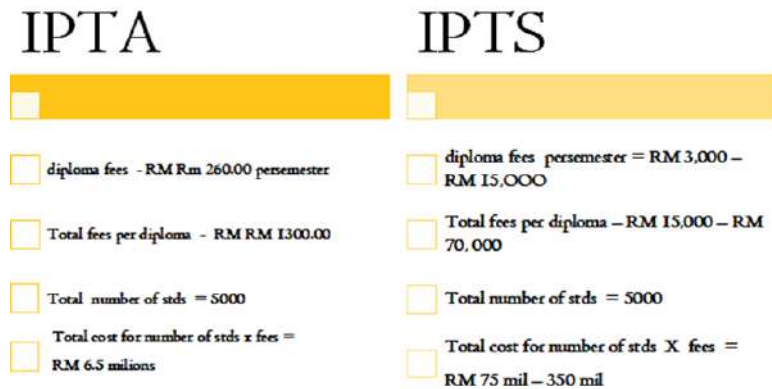 IPTA
diploma fees - RM Rm 260.00 persemester
Total fees per diploma - RM RM 1300.00
Total number of stds = 5000
Total cost for number of stds x fees =
RM 6.5 milions
IPTS
diploma fees persemester = RM 3,000 –
RM 15,OOO
Total fees per diploma – RM 15,000 – RM
70, 000
Total number of stds = 5000
Total cost for number of stds X fees =
RM 75 mil – 350 mil